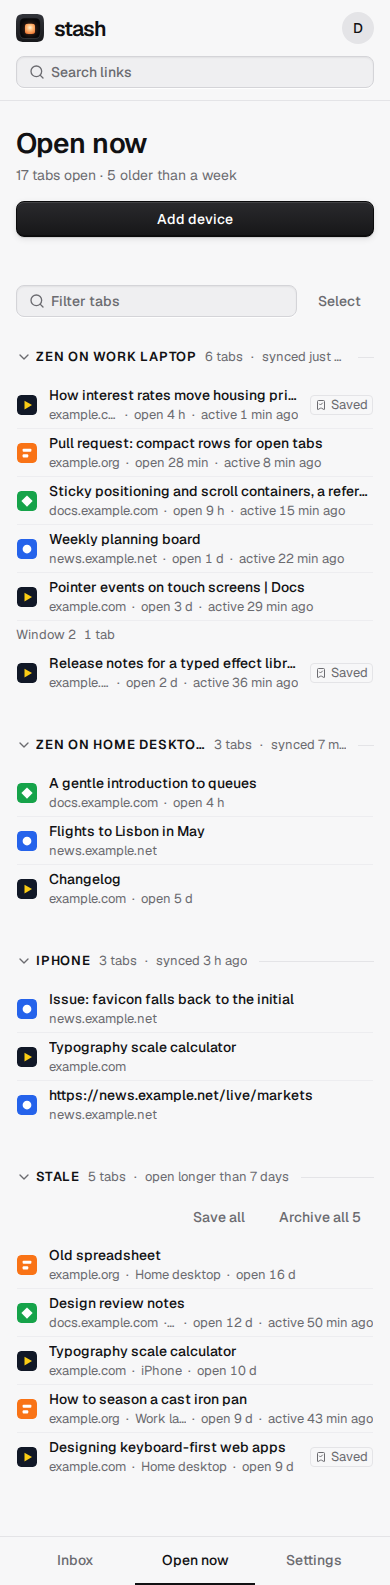 stash
D
Search links
Open now
17 tabs open · 5 older than a week
Add device
Filter tabs
Select
ZEN ON WORK LAPTOP 6 tabs · synced just ...
How interest rates move housing pri...
example.c... · open 4 h · active 1 min ago
Saved
Pull request: compact rows for open tabs
example.org · open 28 min · active 8 min ago
Sticky positioning and scroll containers, a refer...
docs.example.com · open 9 h · active 15 min ago
Weekly planning board
news.example.net · open 1 d · active 22 min ago
Pointer events on touch screens | Docs
example.com · open 3 d · active 29 min ago
Window 2 1 tab
Release notes for a typed effect libr...
example.... · open 2 d · active 36 min ago
Saved
ZEN ON HOME DESKTO... 3 tabs · synced 7 m...
A gentle introduction to queues
docs.example.com · open 4 h
Flights to Lisbon in May
news.example.net
Changelog
example.com · open 5 d
IPHONE 3 tabs · synced 3 h ago
Issue: favicon falls back to the initial
news.example.net
Typography scale calculator
example.com
https://news.example.net/live/markets
news.example.net
STALE 5 tabs · open longer than 7 days
Save all
Archive all 5
Old spreadsheet
example.org · Home desktop · open 16 d
Design review notes
docs.example.com ·... · open 12 d · active 50 min ago
Typography scale calculator
example.com · iPhone · open 10 d
How to season a cast iron pan
example.org · Work la... · open 9 d · active 43 min ago
Designing keyboard-first web apps
example.com · Home desktop · open 9 d
Saved
Inbox
Open now
Settings